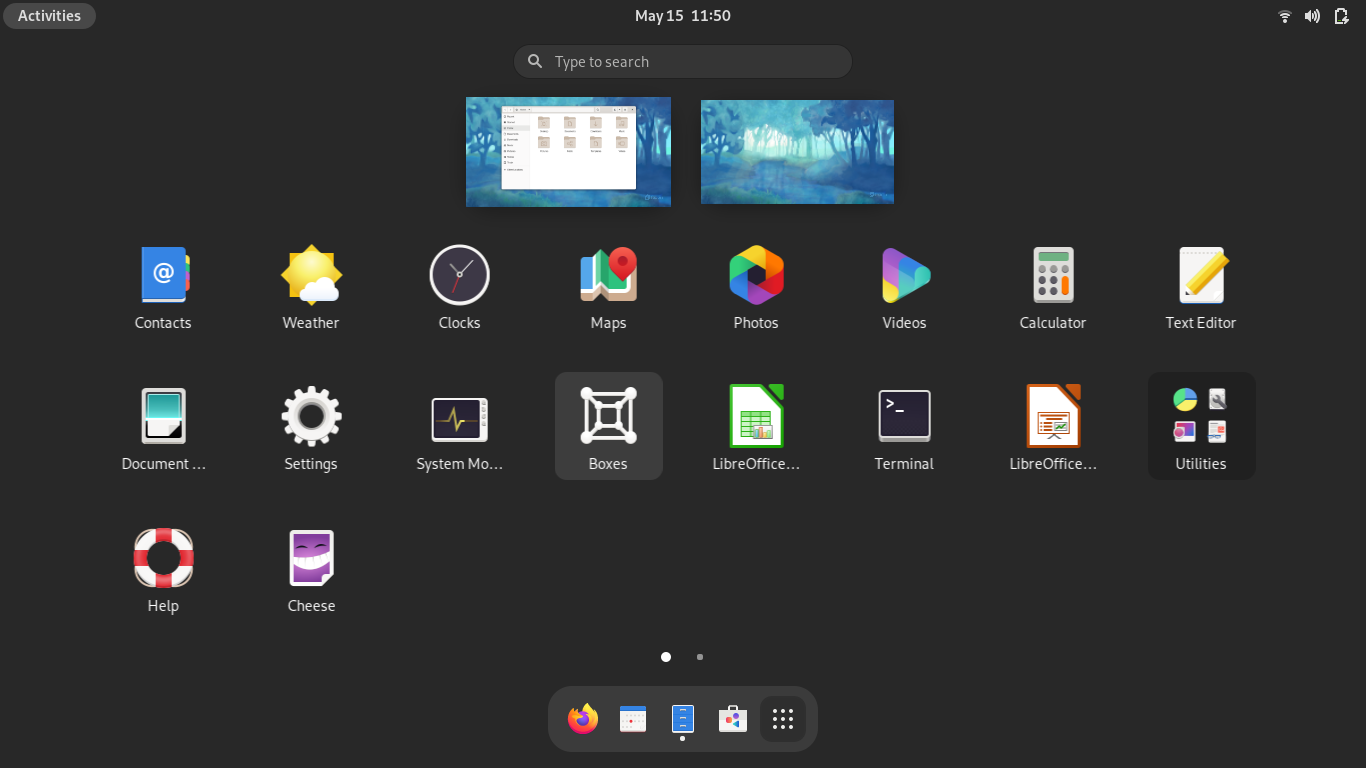 Activities
May 15 11:50
Type to search
Contacts
Weather
Clocks
Maps
Photos
Videos
Calculator
Text Editor
Document …
Settings
System Mo…
Boxes
LibreOffice…
Terminal
LibreOffice…
Utilities
Help
Cheese